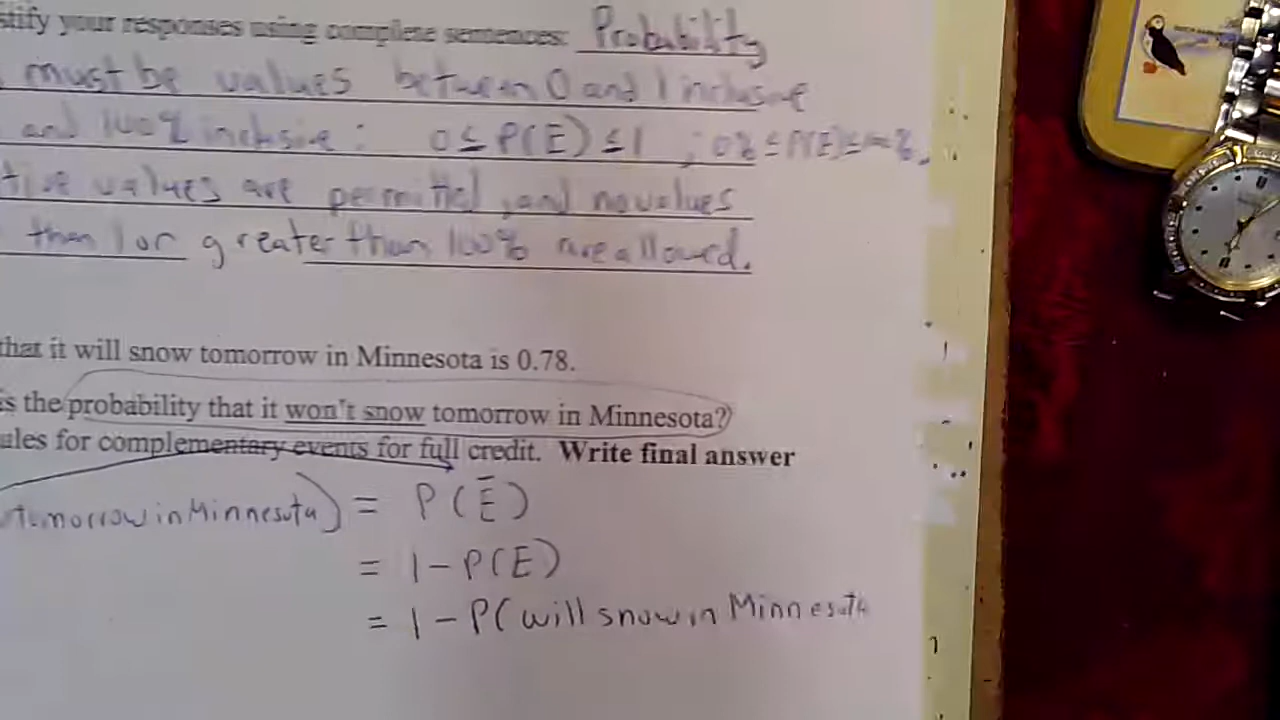 stify your responses using complete sentences: Probability
must be values between 0 and 1 inclusive
and 100% inclusive: 0 ≤ P(E) ≤ 1 ; 0% ≤ P(E) ≤ 100%.
tive values are permitted, and no values
than 1 or greater than 100% are allowed.
that it will snow tomorrow in Minnesota is 0.78.
s the probability that it won't snow tomorrow in Minnesota?
ules for complementary events for full credit. Write final answer
tomorrow in Minnesota) = P(Ē)
= 1 - P(E)
= 1 - P(will snow in Minnesota